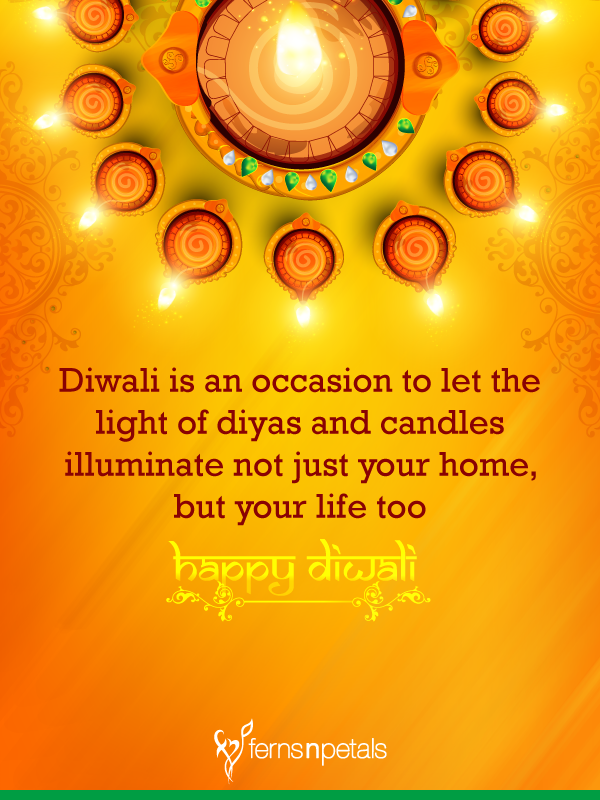 Diwali is an occasion to let the
light of diyas and candles
illuminate not just your home,
but your life too
happy diwali
fernsnpetals